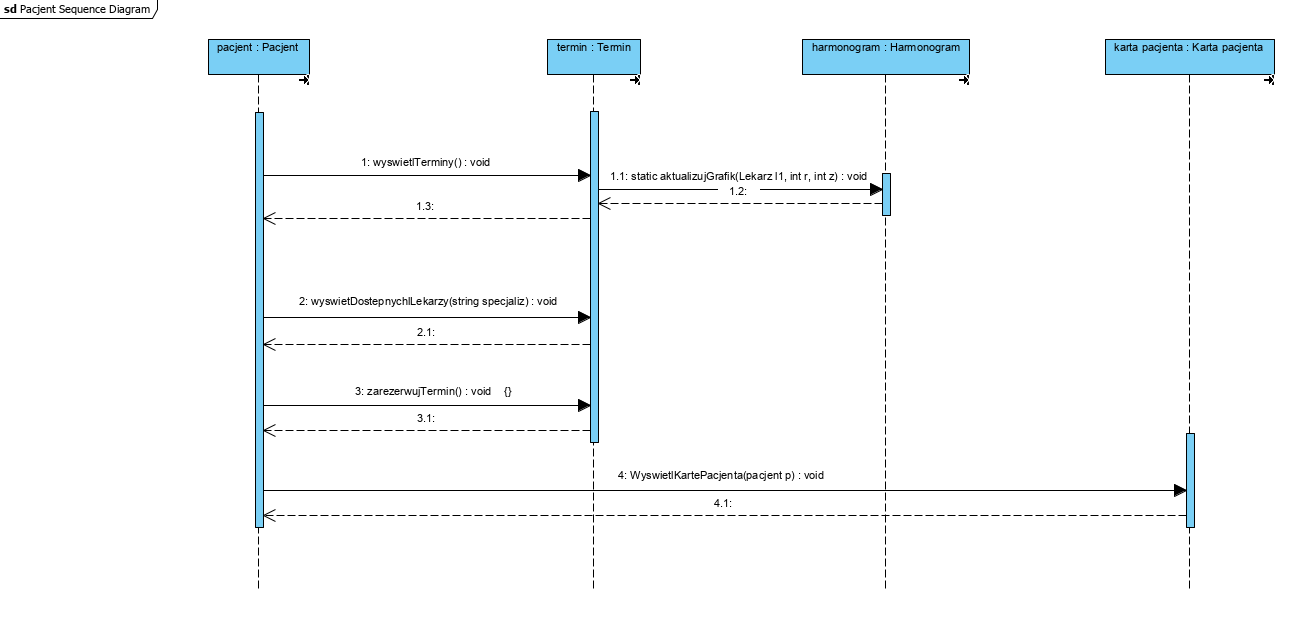 sd Pacjent Sequence Diagram
pacjent : Pacjent
termin : Termin
harmonogram : Harmonogram
karta pacjenta : Karta pacjenta
1: wyswietlTerminy() : void
1.1: static aktualizujGrafik(Lekarz l1, int r, int z) : void
1.2:
1.3:
2: wyswietDostepnychlLekarzy(string specjaliz) : void
2.1:
3: zarezerwujTermin() : void {}
3.1:
4: WyswietlKartePacjenta(pacjent p) : void
4.1: